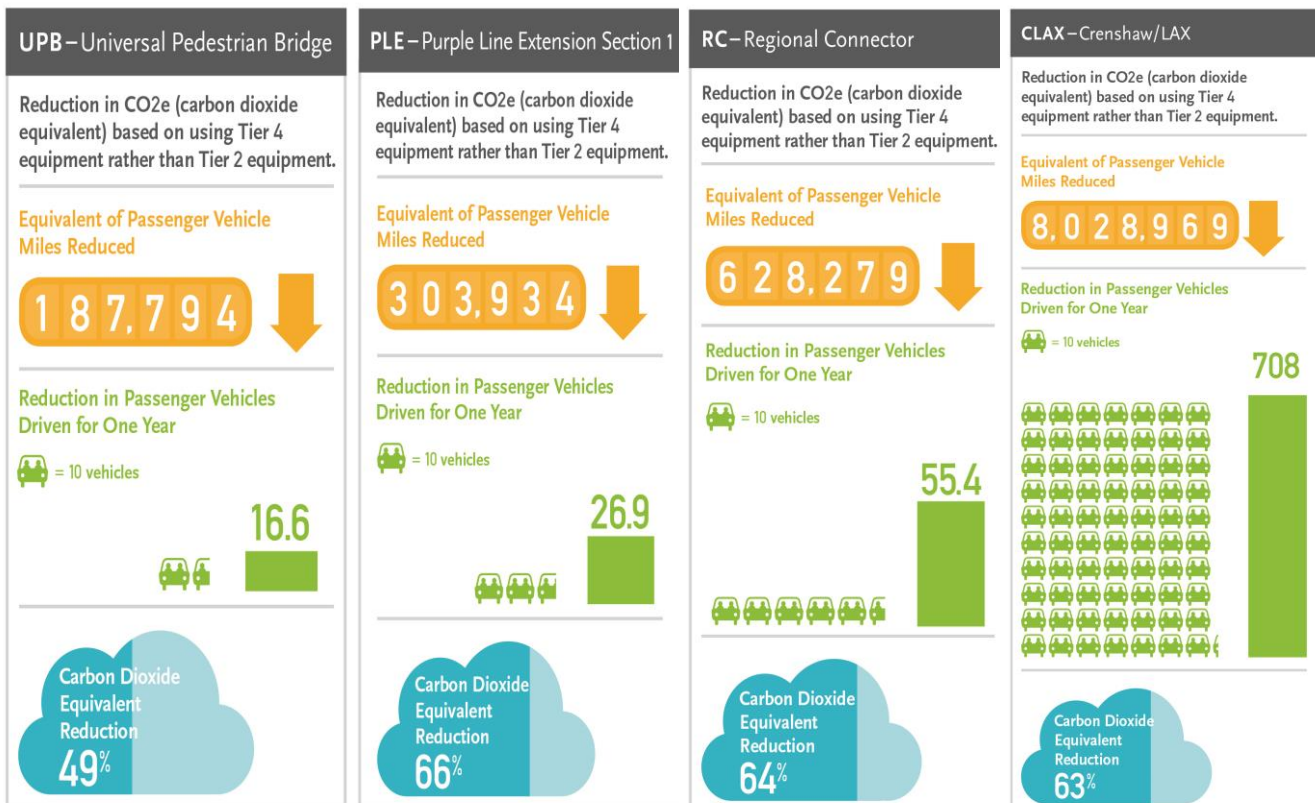 UPB – Universal Pedestrian Bridge
Reduction in CO2e (carbon dioxide
equivalent) based on using Tier 4
equipment rather than Tier 2 equipment.
Equivalent of Passenger Vehicle
Miles Reduced
187,794
Reduction in Passenger Vehicles
Driven for One Year
= 10 vehicles
16.6
Carbon Dioxide
Equivalent
Reduction
49%
PLE – Purple Line Extension Section 1
Reduction in CO2e (carbon dioxide
equivalent) based on using Tier 4
equipment rather than Tier 2 equipment.
Equivalent of Passenger Vehicle
Miles Reduced
303,934
Reduction in Passenger Vehicles
Driven for One Year
= 10 vehicles
26.9
Carbon Dioxide
Equivalent
Reduction
66%
RC – Regional Connector
Reduction in CO2e (carbon dioxide
equivalent) based on using Tier 4
equipment rather than Tier 2 equipment.
Equivalent of Passenger Vehicle
Miles Reduced
628,279
Reduction in Passenger Vehicles
Driven for One Year
= 10 vehicles
55.4
Carbon Dioxide
Equivalent
Reduction
64%
CLAX – Crenshaw/LAX
Reduction in CO2e (carbon dioxide
equivalent) based on using Tier 4
equipment rather than Tier 2 equipment.
Equivalent of Passenger Vehicle
Miles Reduced
8,028,969
Reduction in Passenger Vehicles
Driven for One Year
= 10 vehicles
708
Carbon Dioxide
Equivalent
Reduction
63%